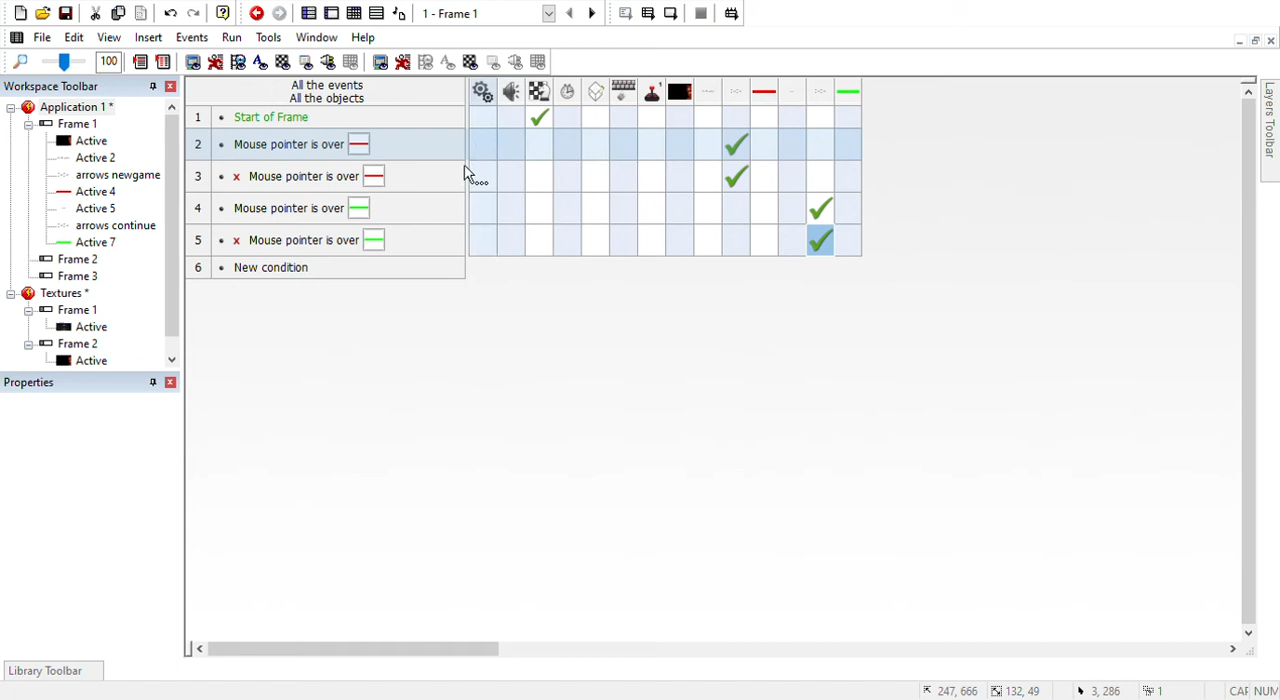 1 - Frame 1
File Edit View Insert Events Run Tools Window Help
100
Workspace Toolbar
Application 1 *
Frame 1
Active
Active 2
arrows newgame
Active 4
Active 5
arrows continue
Active 7
Frame 2
Frame 3
Textures *
Frame 1
Active
Frame 2
Active
Properties
Library Toolbar
All the events
All the objects
1 • Start of Frame
2 • Mouse pointer is over
3 • x Mouse pointer is over
4 • Mouse pointer is over
5 • x Mouse pointer is over
6 • New condition
Layers Toolbar
247, 666 132, 49 3, 286 1 CAP NUM